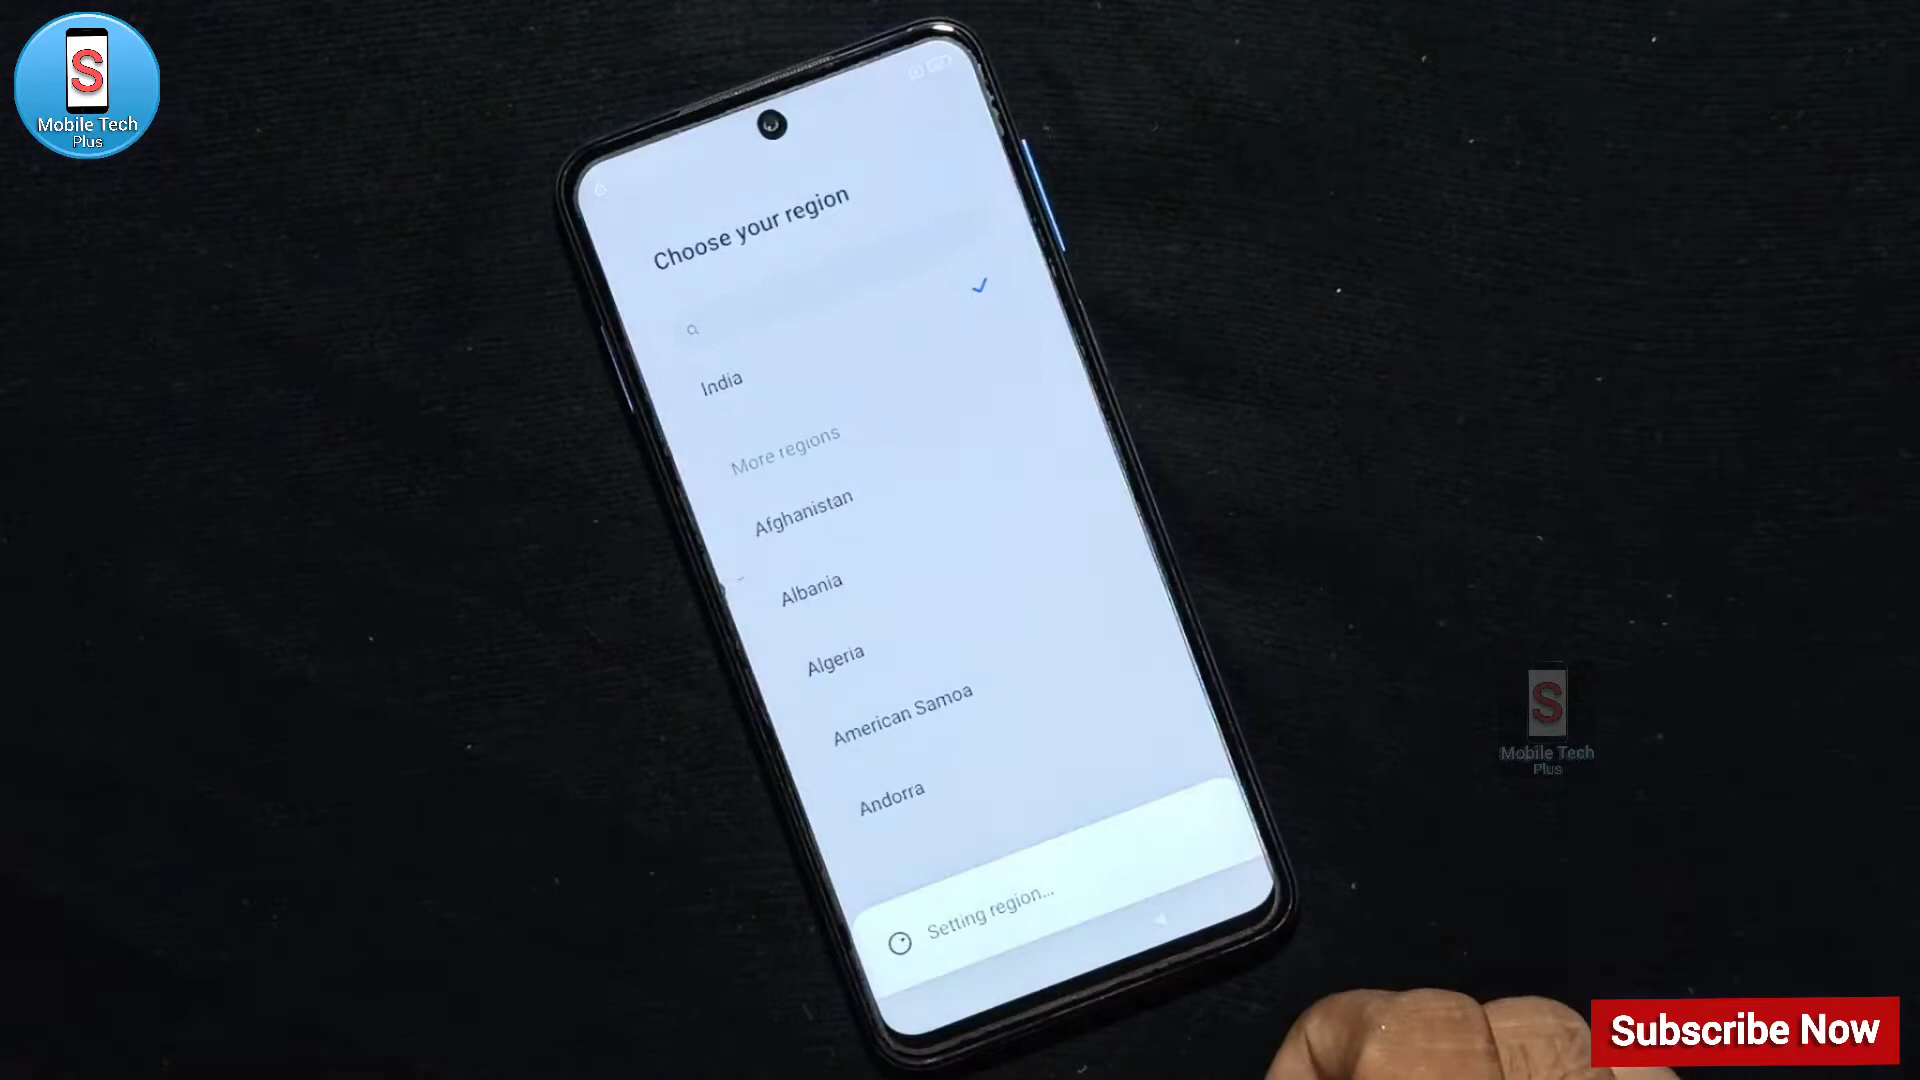 S
Mobile Tech
Plus
Choose your region
India
More regions
Afghanistan
Albania
Algeria
American Samoa
Andorra
Setting region...
S
Mobile Tech
Plus
Subscribe Now